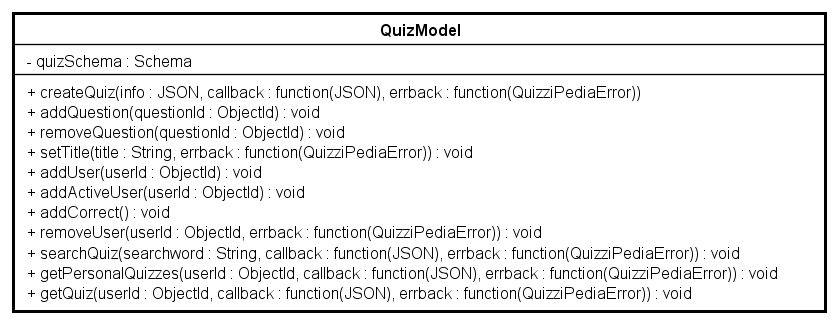 QuizModel
- quizSchema : Schema
+ createQuiz(info : JSON, callback : function(JSON), errback : function(QuizziPediaError))
+ addQuestion(questionId : ObjectId) : void
+ removeQuestion(questionId : ObjectId) : void
+ setTitle(title : String, errback : function(QuizziPediaError)) : void
+ addUser(userId : ObjectId) : void
+ addActiveUser(userId : ObjectId) : void
+ addCorrect() : void
+ removeUser(userId : ObjectId, errback : function(QuizziPediaError)) : void
+ searchQuiz(searchword : String, callback : function(JSON), errback : function(QuizziPediaError)) : void
+ getPersonalQuizzes(userId : ObjectId, callback : function(JSON), errback : function(QuizziPediaError)) : void
+ getQuiz(userId : ObjectId, callback : function(JSON), errback : function(QuizziPediaError)) : void